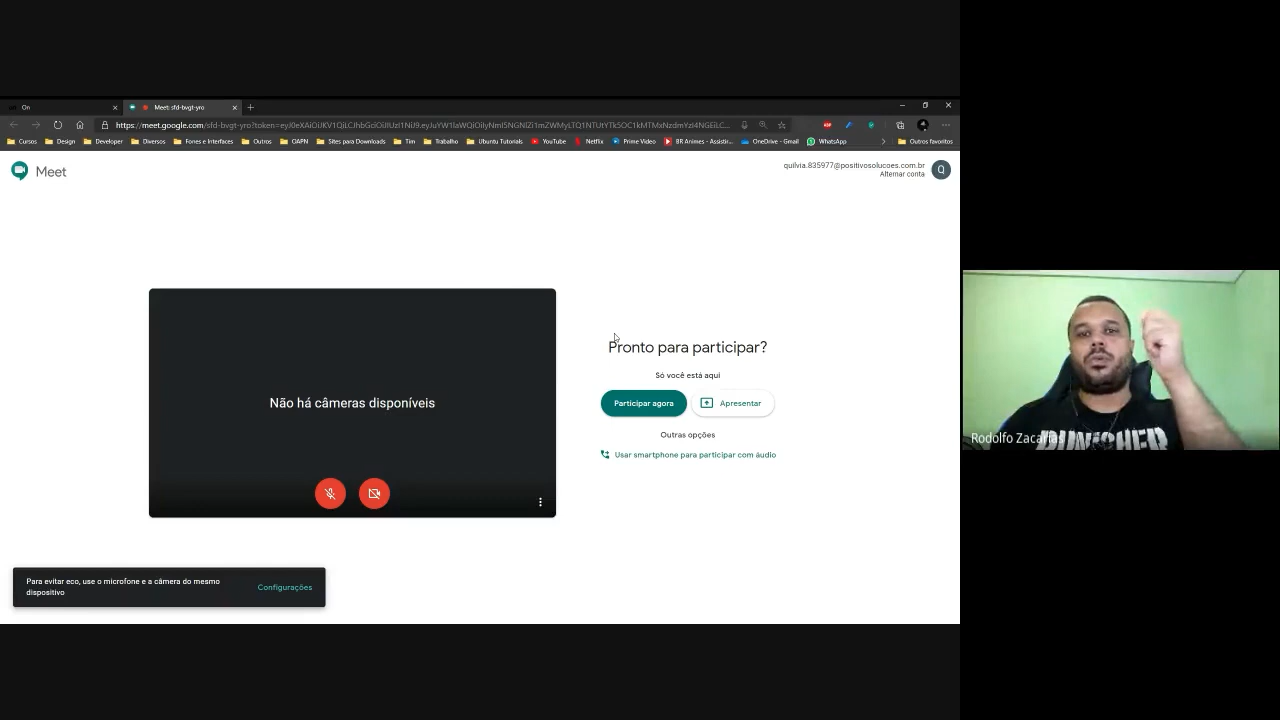 On
Meet: sfd-bvgt-yro
https://meet.google.com/sfd-bvgt-yro?token=
Cursos
Design
Developer
Diversos
Fones e Interfaces
Outros
OAPN
Sites para Downloads
Tim
Trabalho
Ubuntu Tutorials
YouTube
Netflix
Prime Video
BR Animes - Assistir...
OneDrive - Gmail
WhatsApp
Outros favoritos
Meet
quilvia.835977@positivosolucoes.com.br
Alternar conta
Q
Não há câmeras disponíveis
Pronto para participar?
Só você está aqui
Participar agora
Apresentar
Outras opções
Usar smartphone para participar com áudio
Para evitar eco, use o microfone e a câmera do mesmo
dispositivo
Configurações
Rodolfo Zacarias
PUNISHER